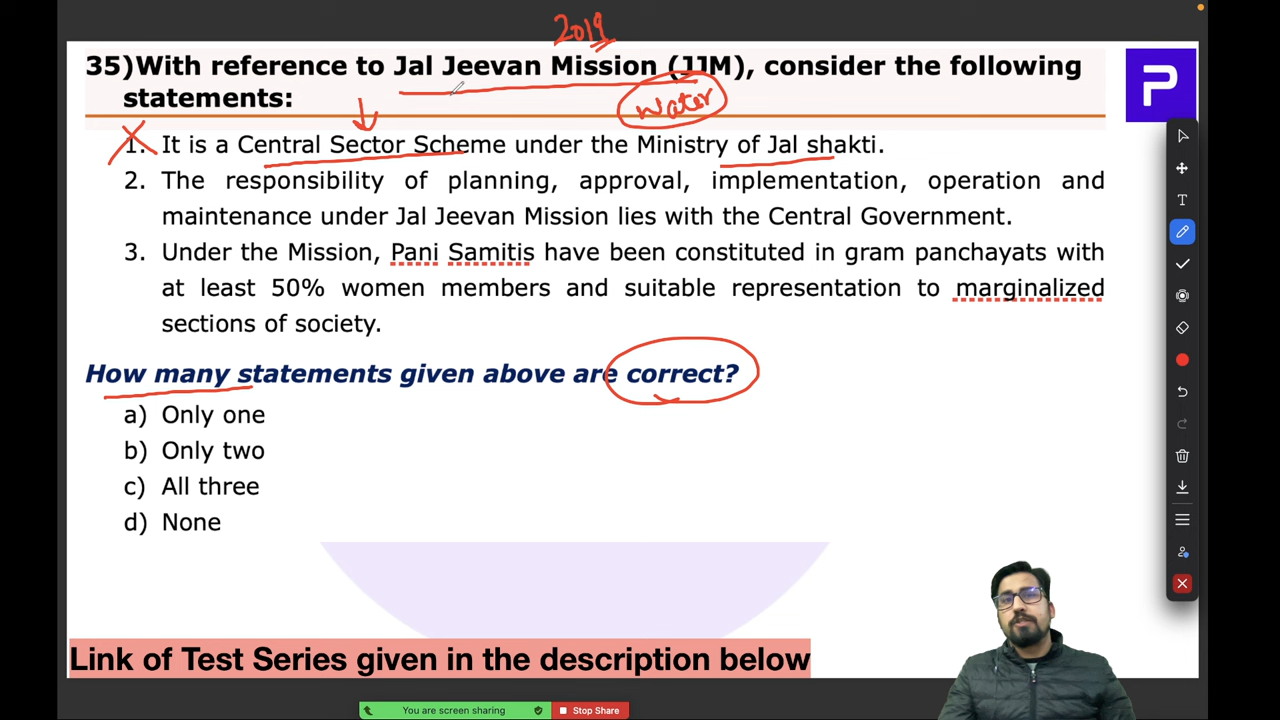 2019
35)With reference to Jal Jeevan Mission (JJM), consider the following
statements:
water
1. It is a Central Sector Scheme under the Ministry of Jal shakti.
2. The responsibility of planning, approval, implementation, operation and
maintenance under Jal Jeevan Mission lies with the Central Government.
3. Under the Mission, Pani Samitis have been constituted in gram panchayats with
at least 50% women members and suitable representation to marginalized
sections of society.
How many statements given above are correct?
a) Only one
b) Only two
c) All three
d) None
Link of Test Series given in the description below
You are screen sharing
Stop Share